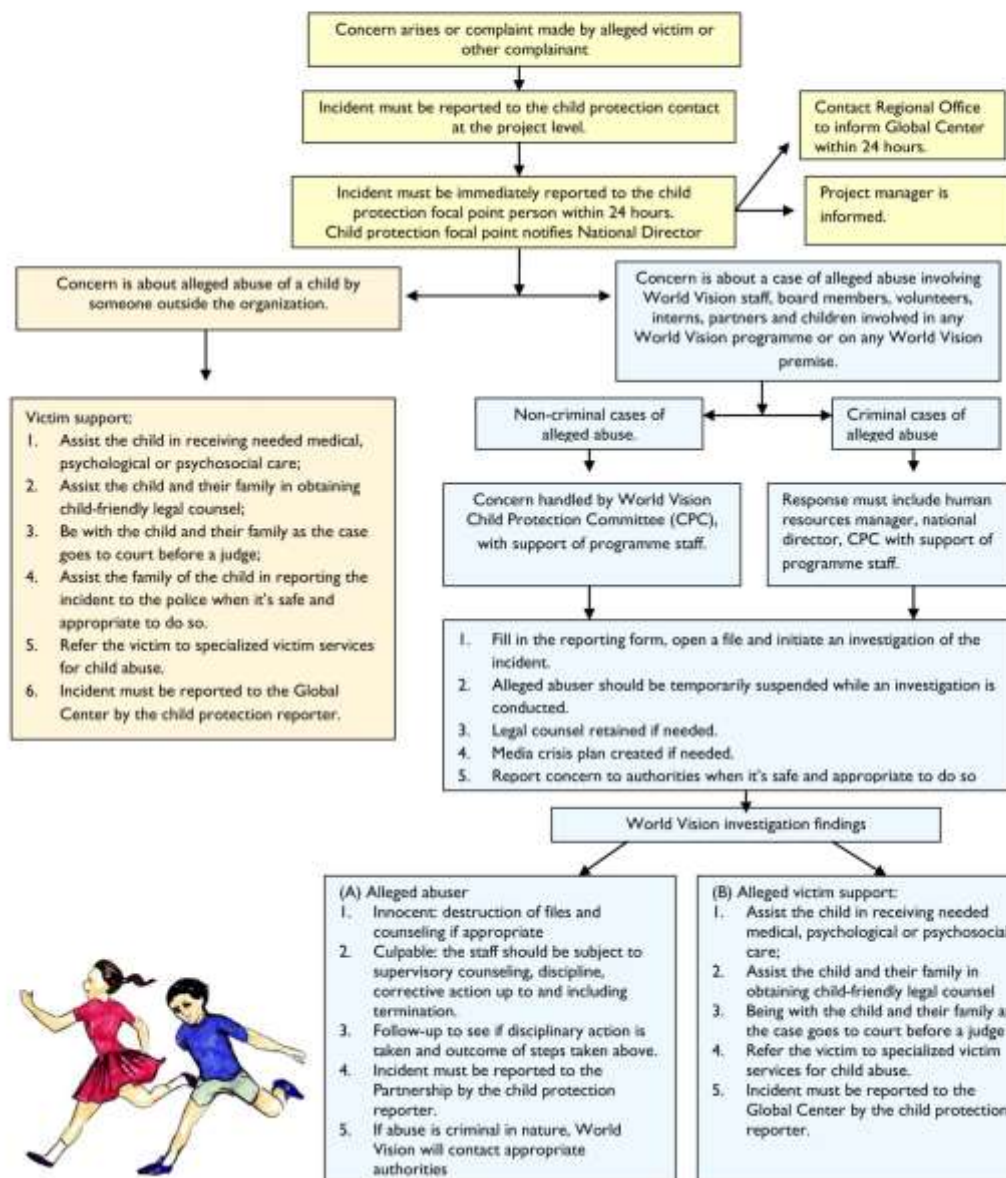 Concern arises or complaint made by alleged victim or
other complainant
Incident must be reported to the child protection contact
at the project level.
Contact Regional Office
to inform Global Center
within 24 hours.
Incident must be immediately reported to the child
protection focal point person within 24 hours.
Child protection focal point notifies National Director
Project manager is
informed.
Concern is about alleged abuse of a child by
someone outside the organization.
Concern is about a case of alleged abuse involving
World Vision staff, board members, volunteers,
interns, partners and children involved in any
World Vision programme or on any World Vision
premise.
Victim support:
1. Assist the child in receiving needed medical,
psychological or psychosocial care;
2. Assist the child and their family in obtaining
child-friendly legal counsel;
3. Be with the child and their family as the case
goes to court before a judge;
4. Assist the family of the child in reporting the
incident to the police when it's safe and
appropriate to do so.
5. Refer the victim to specialized victim services
for child abuse.
6. Incident must be reported to the Global
Center by the child protection reporter.
Non-criminal cases of
alleged abuse.
Criminal cases of
alleged abuse
Concern handled by World Vision
Child Protection Committee (CPC),
with support of programme staff.
Response must include human
resources manager, national
director, CPC with support of
programme staff.
1. Fill in the reporting form, open a file and initiate an investigation of the
incident.
2. Alleged abuser should be temporarily suspended while an investigation is
conducted.
3. Legal counsel retained if needed.
4. Media crisis plan created if needed.
5. Report concern to authorities when it's safe and appropriate to do so
World Vision investigation findings
(A) Alleged abuser
1. Innocent: destruction of files and
counseling if appropriate
2. Culpable: the staff should be subject to
supervisory counseling, discipline,
corrective action up to and including
termination.
3. Follow-up to see if disciplinary action is
taken and outcome of steps taken above.
4. Incident must be reported to the
Partnership by the child protection
reporter.
5. If abuse is criminal in nature, World
Vision will contact appropriate
authorities
(B) Alleged victim support:
1. Assist the child in receiving needed
medical, psychological or psychosocial
care;
2. Assist the child and their family in
obtaining child-friendly legal counsel
3. Being with the child and their family a
the case goes to court before a judge
4. Refer the victim to specialized victim
services for child abuse.
5. Incident must be reported to the
Global Center by the child protection
reporter.